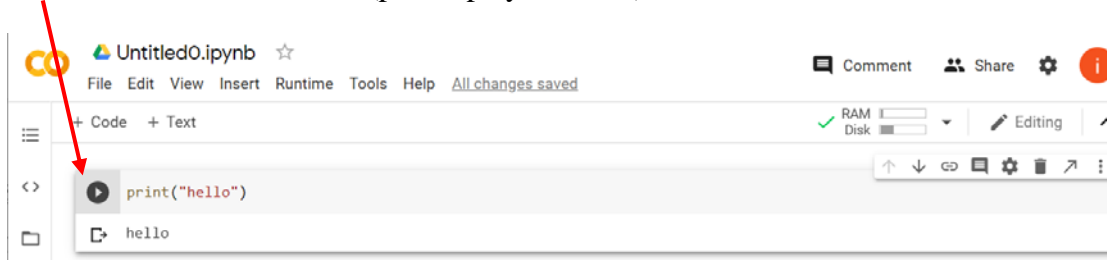 Untitled0.ipynb
Comment Share i
File Edit View Insert Runtime Tools Help All changes saved
+ Code + Text
RAM
Disk
Editing
print("hello")
hello